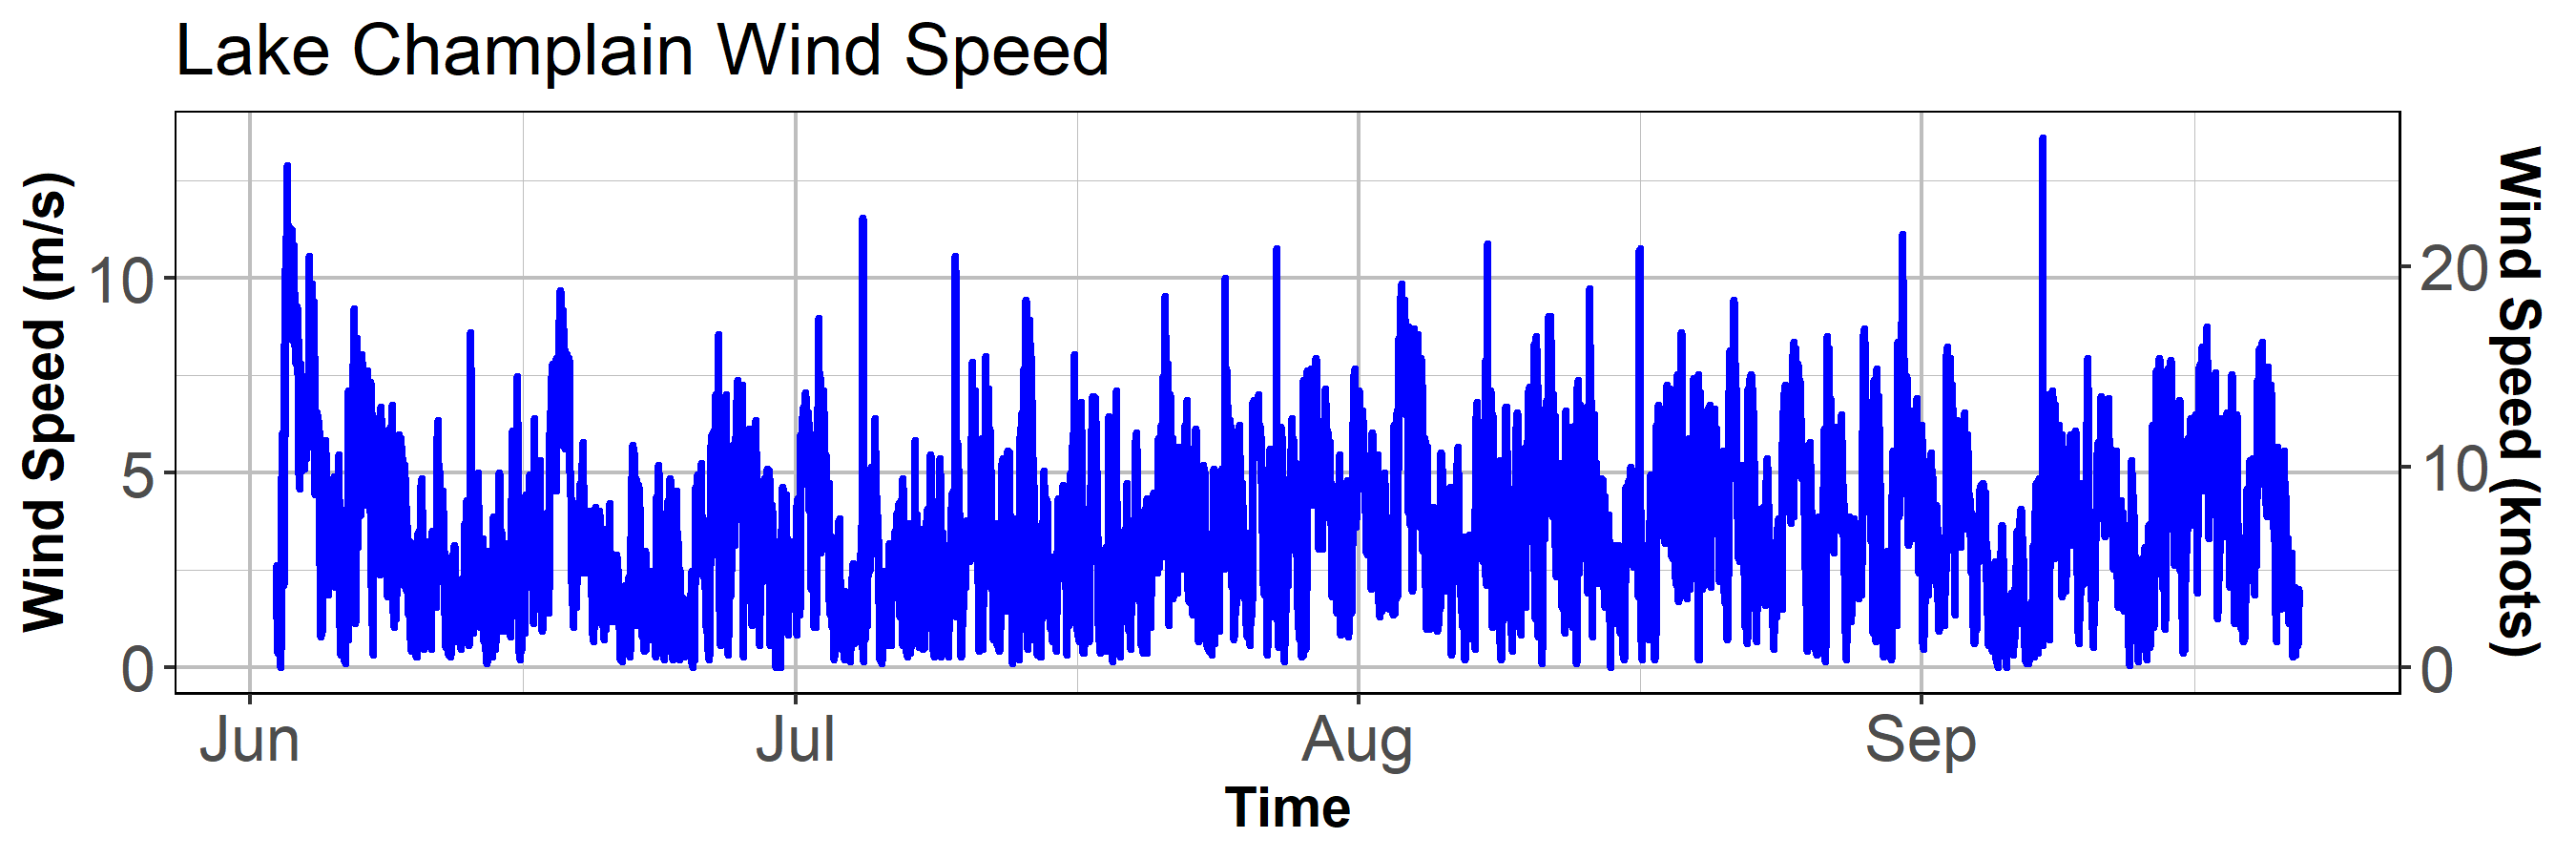 Lake Champlain Wind Speed
Wind Speed (m/s)
10
5
0
20
10
0
Wind Speed (knots)
Jun Jul Aug Sep
Time